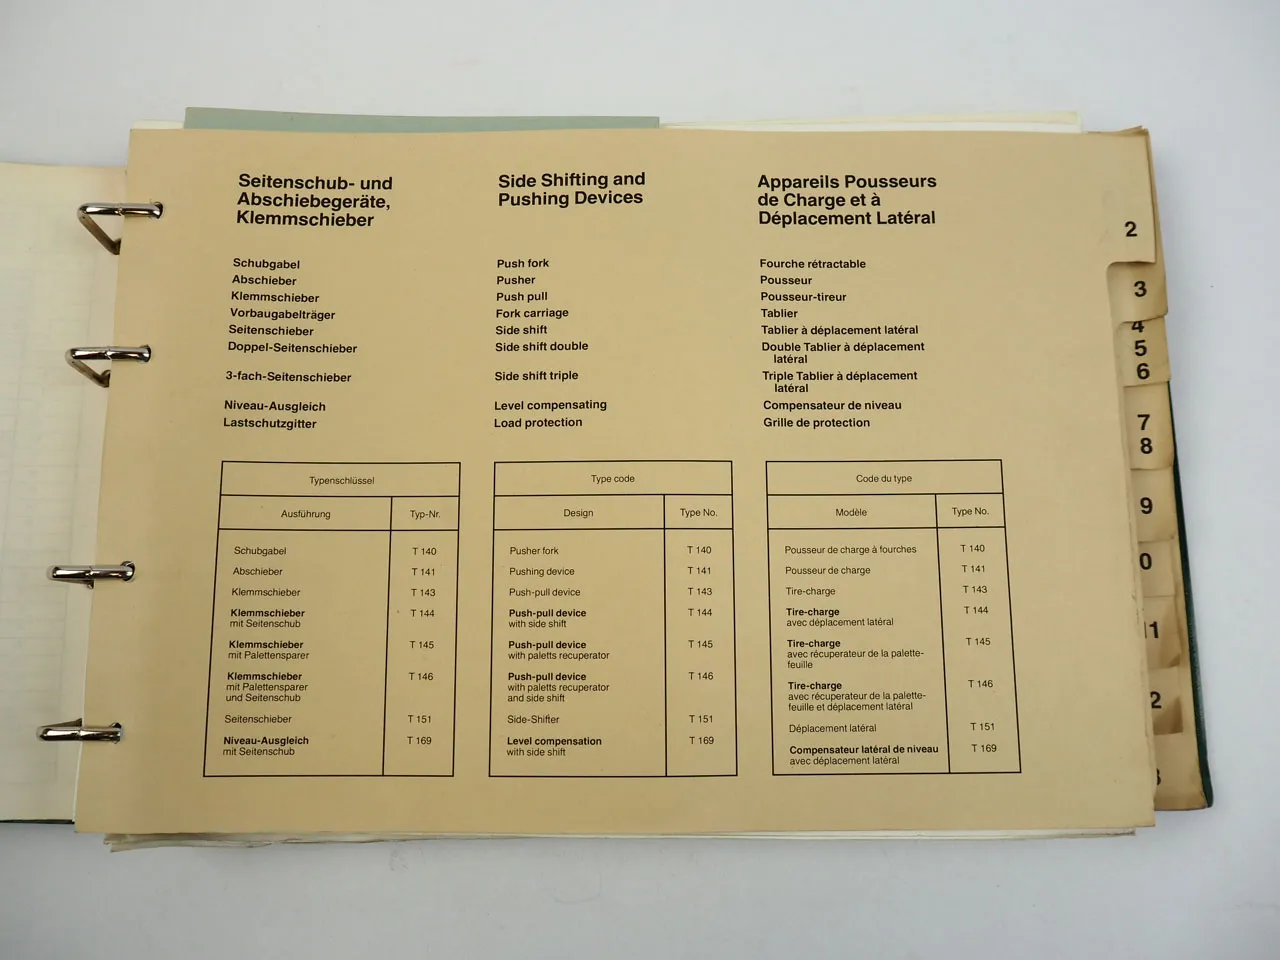 Seitenschub- und
Abschiebegeräte,
Klemmschieber
Schubgabel
Abschieber
Klemmschieber
Vorbaugabelträger
Seitenschieber
Doppel-Seitenschieber
3-fach-Seitenschieber
Niveau-Ausgleich
Lastschutzgitter
Side Shifting and
Pushing Devices
Push fork
Pusher
Push pull
Fork carriage
Side shift
Side shift double
Side shift triple
Level compensating
Load protection
Appareils Pousseurs
de Charge et à
Déplacement Latéral
Fourche rétractable
Pousseur
Pousseur-tireur
Tablier
Tablier à déplacement latéral
Double Tablier à déplacement
latéral
Triple Tablier à déplacement
latéral
Compensateur de niveau
Grille de protection
Typenschlüssel
Ausführung Typ-Nr.
Schubgabel T 140
Abschieber T 141
Klemmschieber T 143
Klemmschieber T 144
mit Seitenschub
Klemmschieber T 145
mit Palettensparer
Klemmschieber T 146
mit Palettensparer
und Seitenschub
Seitenschieber T 151
Niveau-Ausgleich T 169
mit Seitenschub
Type code
Design Type No.
Pusher fork T 140
Pushing device T 141
Push-pull device T 143
Push-pull device T 144
with side shift
Push-pull device T 145
with paletts recuperator
Push-pull device T 146
with paletts recuperator
and side shift
Side-Shifter T 151
Level compensation T 169
with side shift
Code du type
Modèle Type No.
Pousseur de charge à fourches T 140
Pousseur de charge T 141
Tire-charge T 143
Tire-charge T 144
avec déplacement latéral
Tire-charge T 145
avec récuperateur de la palette-
feuille
Tire-charge T 146
avec récuperateur de la palette-
feuille et déplacement latéral
Déplacement latéral T 151
Compensateur latéral de niveau T 169
avec déplacement latéral
2
3
4
5
6
7
8
9
0
11
2
3